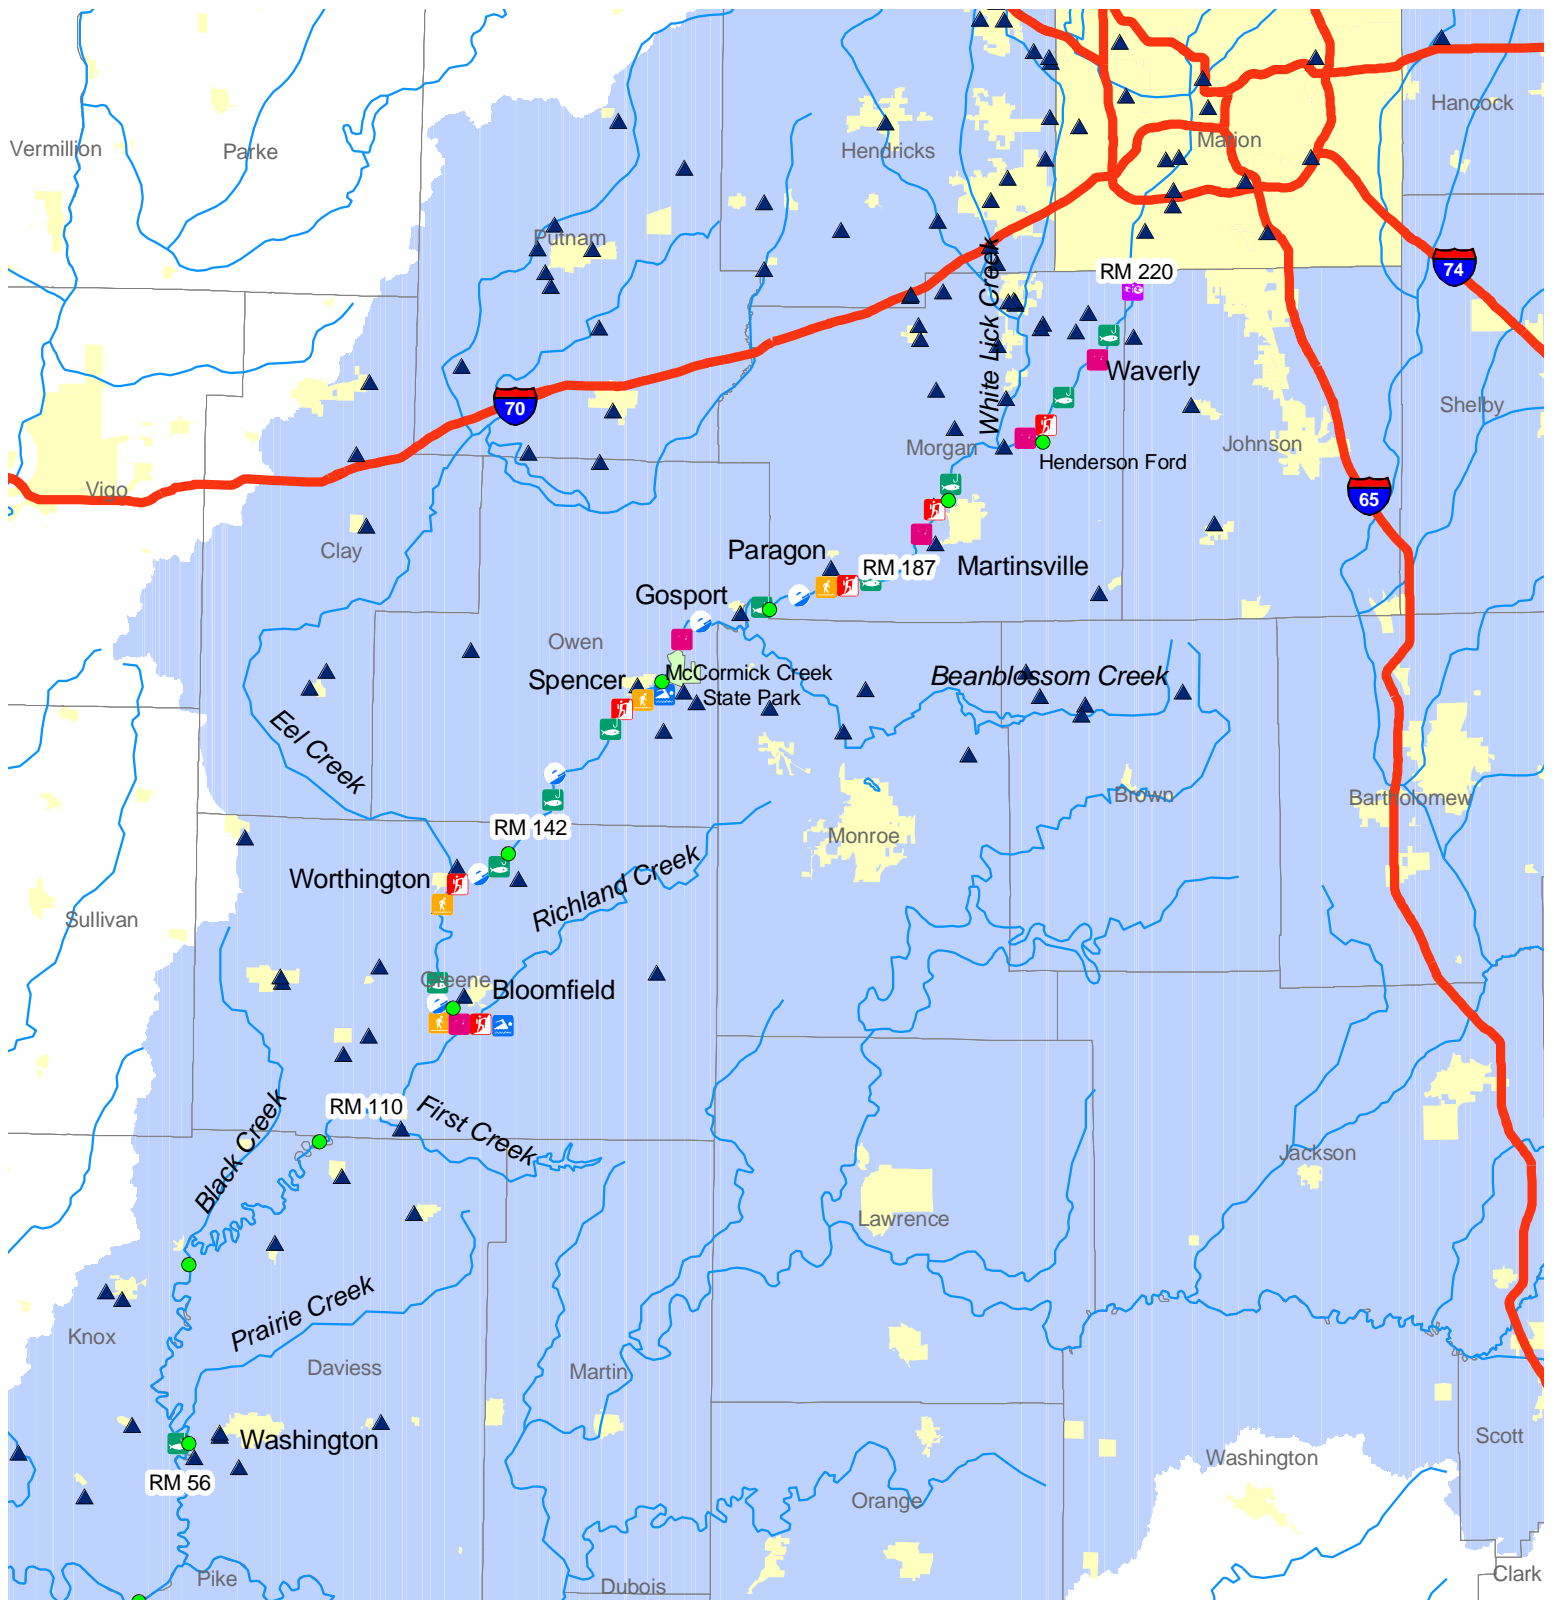 Hancock
Vermillion
Parke
Hendricks
Marion
Putnam
White Lick Creek
RM 220
74
Waverly
70
Shelby
Morgan
Johnson
Henderson Ford
Vigo
65
Clay
Paragon
RM 187
Martinsville
Gosport
Owen
McCormick Creek
State Park
Spencer
Beanblossom Creek
Eel Creek
Brown
Bartholomew
RM 142
Monroe
Worthington
Richland Creek
Sullivan
Greene
Bloomfield
RM 110
First Creek
Black Creek
Jackson
Lawrence
Prairie Creek
Knox
Daviess
Martin
Washington
Scott
Washington
RM 56
Orange
Pike
Dubois
Clark